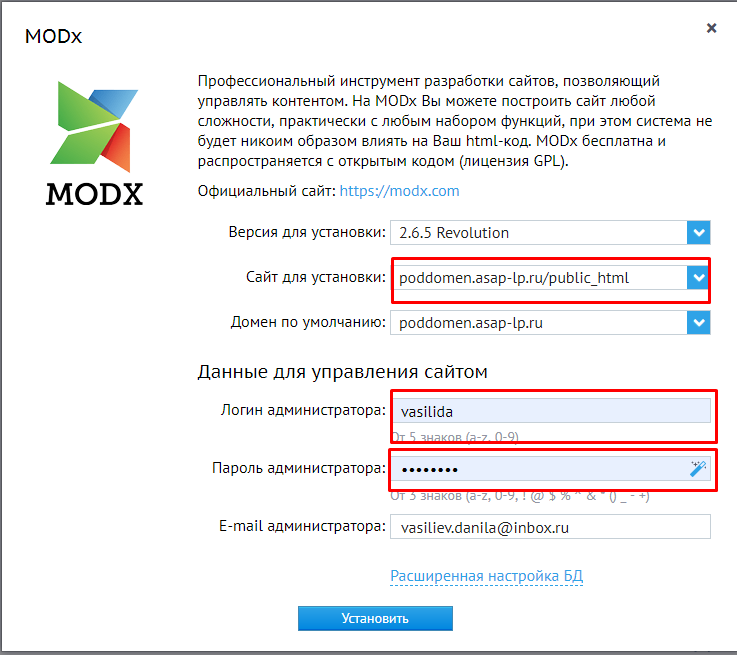 MODx
Профессиональный инструмент разработки сайтов, позволяющий
управлять контентом. На MODx Вы можете построить сайт любой
сложности, практически с любым набором функций, при этом система не
будет никоим образом влиять на Ваш html-код. MODx бесплатна и
распространяется с открытым кодом (лицензия GPL).
MODX
Официальный сайт: https://modx.com
Версия для установки: 2.6.5 Revolution
Сайт для установки: poddomen.asap-lp.ru/public_html
Домен по умолчанию: poddomen.asap-lp.ru
Данные для управления сайтом
Логин администратора: vasilida
От 5 знаков (a-z, 0-9)
Пароль администратора: ••••••••
От 3 знаков (a-z, 0-9, ! @ $ % ^ & * () _ - +)
E-mail администратора: vasiliev.danila@inbox.ru
Расширенная настройка БД
Установить